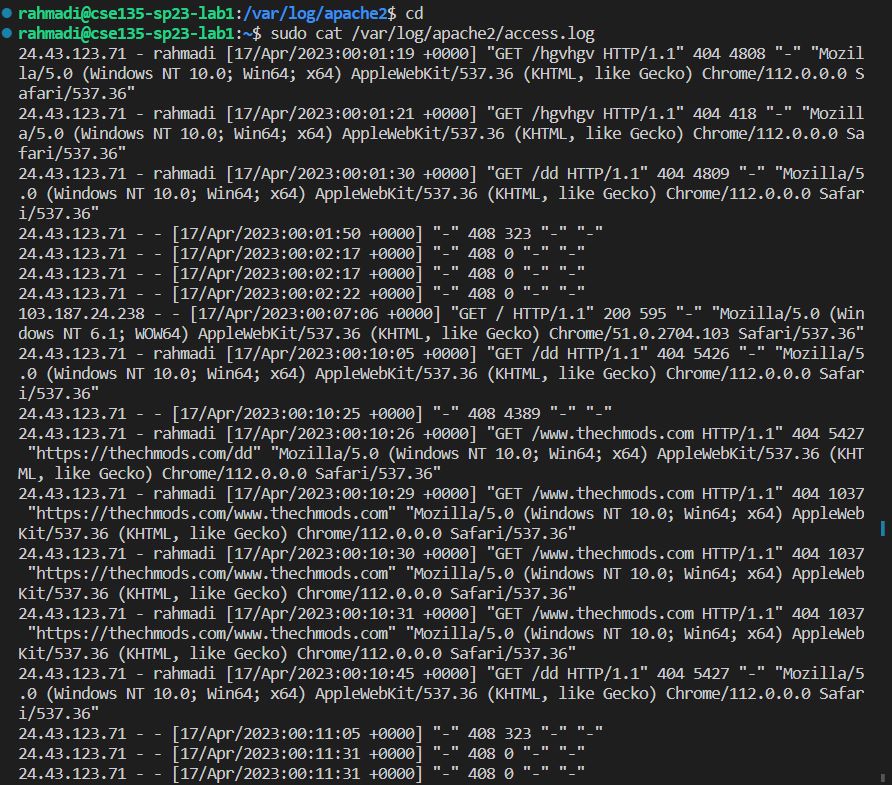 rahmadi@cse135-sp23-lab1:/var/log/apache2$ cd
rahmadi@cse135-sp23-lab1:~$ sudo cat /var/log/apache2/access.log
24.43.123.71 - rahmadi [17/Apr/2023:00:01:19 +0000] "GET /hgvhgv HTTP/1.1" 404 4808 "-" "Mozil
la/5.0 (Windows NT 10.0; Win64; x64) AppleWebKit/537.36 (KHTML, like Gecko) Chrome/112.0.0.0 S
afari/537.36"
24.43.123.71 - rahmadi [17/Apr/2023:00:01:21 +0000] "GET /hgvhgv HTTP/1.1" 404 418 "-" "Mozill
a/5.0 (Windows NT 10.0; Win64; x64) AppleWebKit/537.36 (KHTML, like Gecko) Chrome/112.0.0.0 Sa
fari/537.36"
24.43.123.71 - rahmadi [17/Apr/2023:00:01:30 +0000] "GET /dd HTTP/1.1" 404 4809 "-" "Mozilla/5
.0 (Windows NT 10.0; Win64; x64) AppleWebKit/537.36 (KHTML, like Gecko) Chrome/112.0.0.0 Safar
i/537.36"
24.43.123.71 - - [17/Apr/2023:00:01:50 +0000] "-" 408 323 "-" "-"
24.43.123.71 - - [17/Apr/2023:00:02:17 +0000] "-" 408 0 "-" "-"
24.43.123.71 - - [17/Apr/2023:00:02:17 +0000] "-" 408 0 "-" "-"
24.43.123.71 - - [17/Apr/2023:00:02:22 +0000] "-" 408 0 "-" "-"
103.187.24.238 - - [17/Apr/2023:00:07:06 +0000] "GET / HTTP/1.1" 200 595 "-" "Mozilla/5.0 (Win
dows NT 6.1; WOW64) AppleWebKit/537.36 (KHTML, like Gecko) Chrome/51.0.2704.103 Safari/537.36"
24.43.123.71 - rahmadi [17/Apr/2023:00:10:05 +0000] "GET /dd HTTP/1.1" 404 5426 "-" "Mozilla/5
.0 (Windows NT 10.0; Win64; x64) AppleWebKit/537.36 (KHTML, like Gecko) Chrome/112.0.0.0 Safar
i/537.36"
24.43.123.71 - - [17/Apr/2023:00:10:25 +0000] "-" 408 4389 "-" "-"
24.43.123.71 - rahmadi [17/Apr/2023:00:10:26 +0000] "GET /www.thechmods.com HTTP/1.1" 404 5427
 "https://thechmods.com/dd" "Mozilla/5.0 (Windows NT 10.0; Win64; x64) AppleWebKit/537.36 (KHT
ML, like Gecko) Chrome/112.0.0.0 Safari/537.36"
24.43.123.71 - rahmadi [17/Apr/2023:00:10:29 +0000] "GET /www.thechmods.com HTTP/1.1" 404 1037
 "https://thechmods.com/www.thechmods.com" "Mozilla/5.0 (Windows NT 10.0; Win64; x64) AppleWeb
Kit/537.36 (KHTML, like Gecko) Chrome/112.0.0.0 Safari/537.36"
24.43.123.71 - rahmadi [17/Apr/2023:00:10:30 +0000] "GET /www.thechmods.com HTTP/1.1" 404 1037
 "https://thechmods.com/www.thechmods.com" "Mozilla/5.0 (Windows NT 10.0; Win64; x64) AppleWeb
Kit/537.36 (KHTML, like Gecko) Chrome/112.0.0.0 Safari/537.36"
24.43.123.71 - rahmadi [17/Apr/2023:00:10:31 +0000] "GET /www.thechmods.com HTTP/1.1" 404 1037
 "https://thechmods.com/www.thechmods.com" "Mozilla/5.0 (Windows NT 10.0; Win64; x64) AppleWeb
Kit/537.36 (KHTML, like Gecko) Chrome/112.0.0.0 Safari/537.36"
24.43.123.71 - rahmadi [17/Apr/2023:00:10:45 +0000] "GET /dd HTTP/1.1" 404 5427 "-" "Mozilla/5
.0 (Windows NT 10.0; Win64; x64) AppleWebKit/537.36 (KHTML, like Gecko) Chrome/112.0.0.0 Safar
i/537.36"
24.43.123.71 - - [17/Apr/2023:00:11:05 +0000] "-" 408 323 "-" "-"
24.43.123.71 - - [17/Apr/2023:00:11:31 +0000] "-" 408 0 "-" "-"
24.43.123.71 - - [17/Apr/2023:00:11:31 +0000] "-" 408 0 "-" "-"